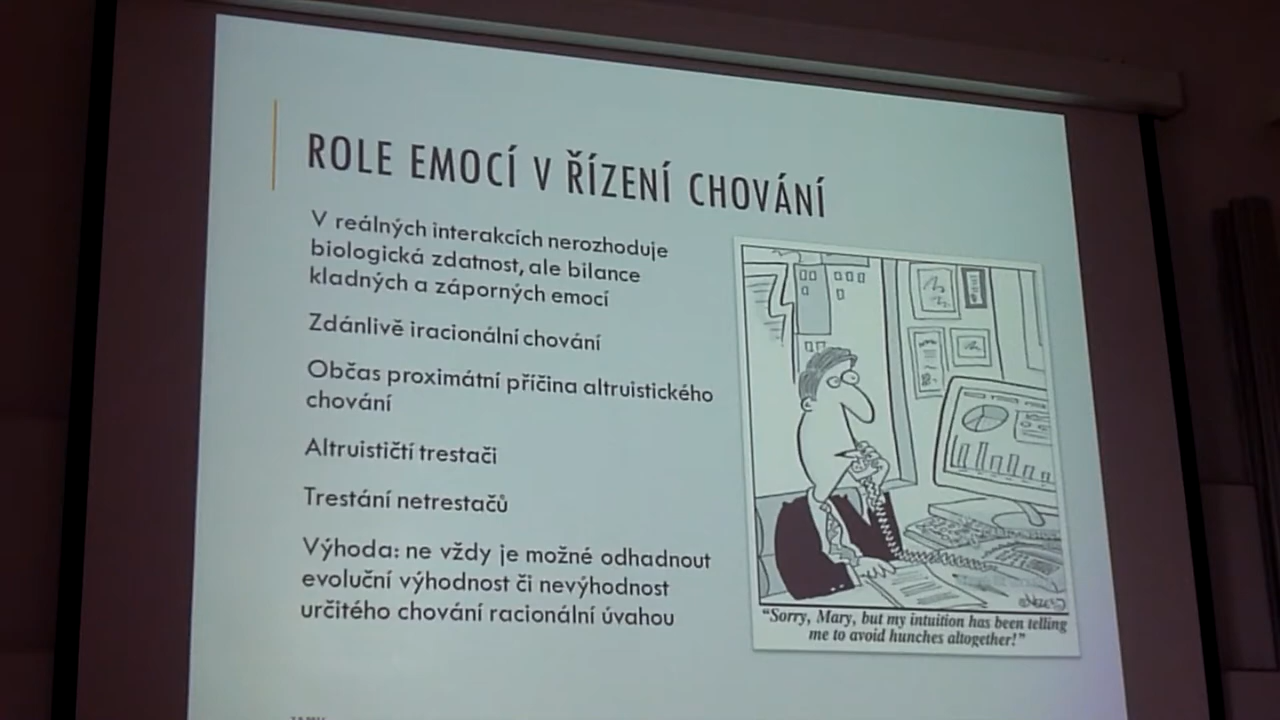 ROLE EMOCÍ V ŘÍZENÍ CHOVÁNÍ
V reálných interakcích nerozhoduje
biologická zdatnost, ale bilance
kladných a záporných emocí
Zdánlivě iracionální chování
Občas proximátní příčina altruistického
chování
Altruističtí trestači
Trestání netrestačů
Výhoda: ne vždy je možné odhadnout
evoluční výhodnost či nevýhodnost
určitého chování racionální úvahou
"Sorry, Mary, but my intuition has been telling
me to avoid hunches altogether!"